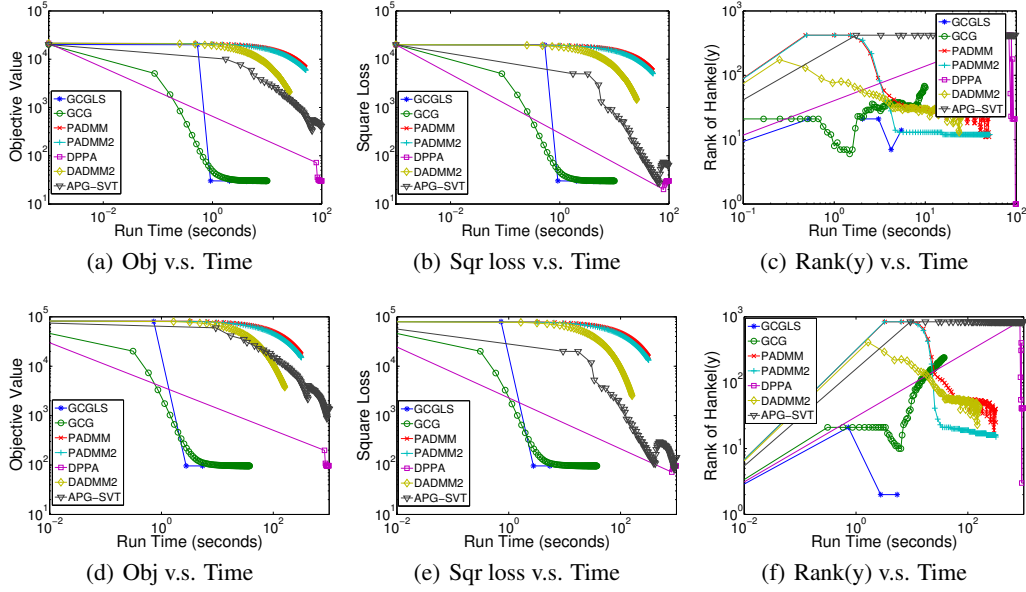 10^5
10^4
10^3
10^2
10^1
10^-2
10^0
10^2
Objective Value
Run Time (seconds)
GCGLS
GCG
PADMM
PADMM2
DPPA
DADMM2
APG-SVT
(a) Obj v.s. Time
10^5
10^4
10^3
10^2
10^1
10^-2
10^0
10^2
Square Loss
Run Time (seconds)
GCGLS
GCG
PADMM
PADMM2
DPPA
DADMM2
APG-SVT
(b) Sqr loss v.s. Time
10^3
10^2
10^1
10^0
10^-1
10^0
10^1
10^2
Rank of Hankel(y)
Run Time (seconds)
GCGLS
GCG
PADMM
PADMM2
DPPA
DADMM2
APG-SVT
(c) Rank(y) v.s. Time
10^5
10^4
10^3
10^2
10^1
10^-2
10^0
10^2
Objective Value
Run Time (seconds)
GCGLS
GCG
PADMM
PADMM2
DPPA
DADMM2
APG-SVT
(d) Obj v.s. Time
10^5
10^4
10^3
10^2
10^1
10^-2
10^0
10^2
Square Loss
Run Time (seconds)
GCGLS
GCG
PADMM
PADMM2
DPPA
DADMM2
APG-SVT
(e) Sqr loss v.s. Time
10^3
10^2
10^1
10^0
10^-2
10^0
10^2
Rank of Hankel(y)
Run Time (seconds)
GCGLS
GCG
PADMM
PADMM2
DPPA
DADMM2
APG-SVT
(f) Rank(y) v.s. Time